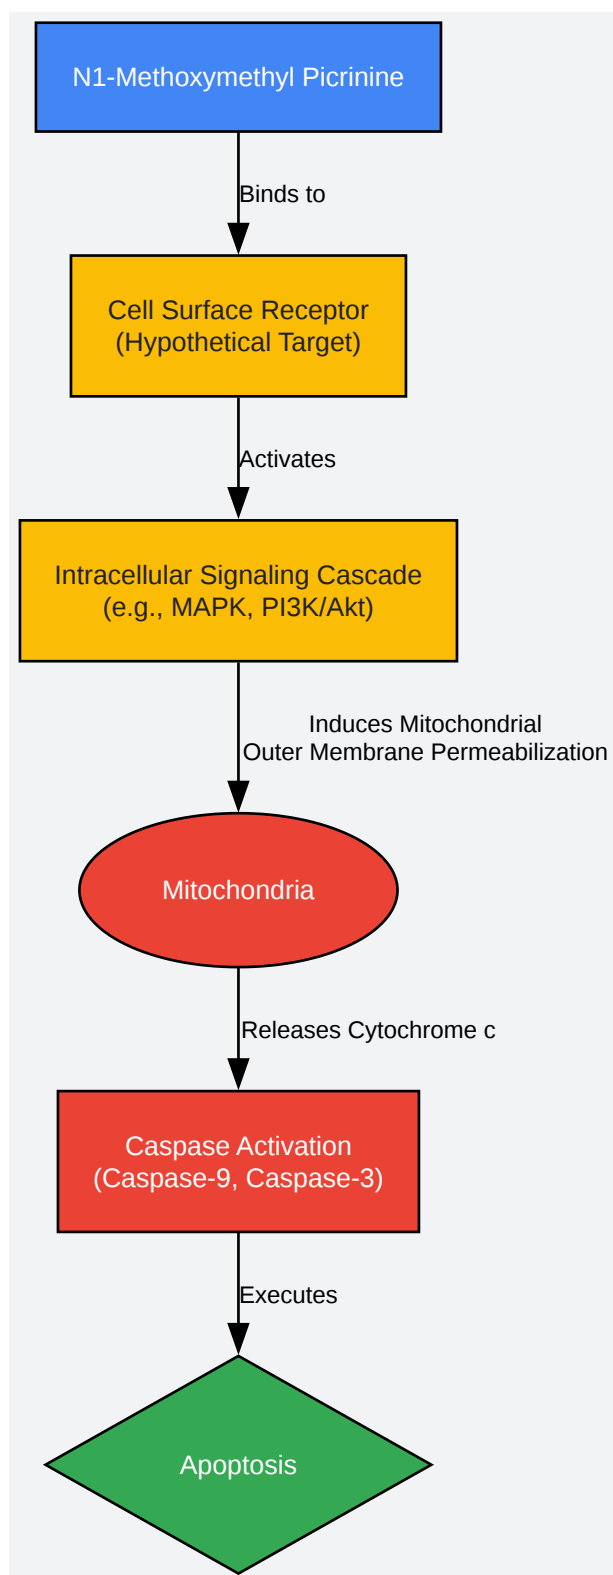 N1-Methoxymethyl Picrinine
Binds to
Cell Surface Receptor
(Hypothetical Target)
Activates
Intracellular Signaling Cascade
(e.g., MAPK, PI3K/Akt)
Induces Mitochondrial
Outer Membrane Permeabilization
Mitochondria
Releases Cytochrome c
Caspase Activation
(Caspase-9, Caspase-3)
Executes
Apoptosis